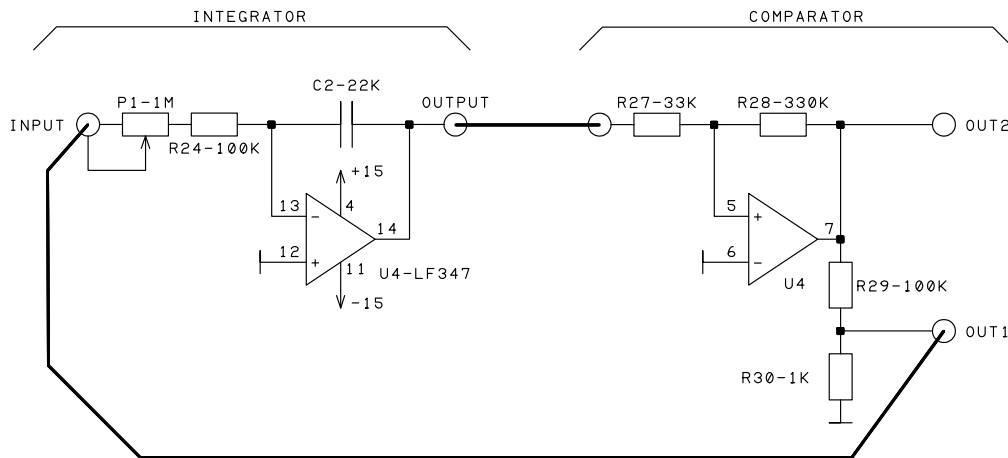 INTEGRATOR
COMPARATOR
P1-1M
C2-22K
OUTPUT
R27-33K
R28-330K
INPUT
OUT2
R24-100K
+15
4
13
-
14
12
+
11
U4-LF347
-15
5
+
7
6
-
U4
R29-100K
OUT1
R30-1K